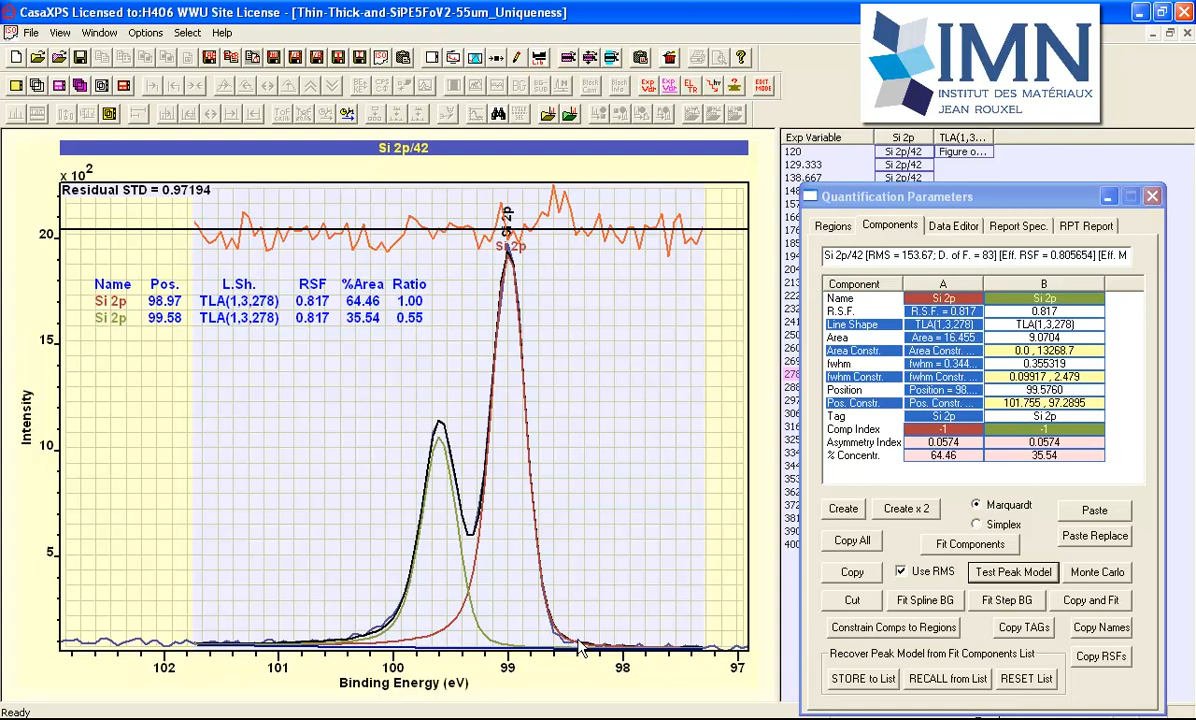 CasaXPS Licensed to:H406 WWU Site License - [Thin-Thick-and-SiPE5FoV2-55um_Uniqueness]
File View Window Options Select Help
IMN
INSTITUT DES MATÉRIAUX
JEAN ROUXEL
Si 2p/42
x 10²
Residual STD = 0.97194
Si 2p
Si 2p
Name Pos. L.Sh. RSF %Area Ratio
Si 2p 98.97 TLA(1,3,278) 0.817 64.46 1.00
Si 2p 99.58 TLA(1,3,278) 0.817 35.54 0.55
20
15
10
5
Intensity
102 101 100 99 98 97
Binding Energy (eV)
Exp Variable Si 2p TLA(1,3...
120 Si 2p/42 Figure o...
129.333 Si 2p/42
138.667 Si 2p/42
Quantification Parameters
Regions Components Data Editor Report Spec. RPT Report
Si 2p/42 [RMS = 153.67; D. of F. = 83] [Eff. RSF = 0.805654] [Eff. M
Component A B
Name Si 2p Si 2p
R.S.F. R.S.F. = 0.817 0.817
Line Shape TLA(1,3,278) TLA(1,3,278)
Area Area = 16.455 9.0704
Area Constr. Area Constr. ... 0.0 , 13268.7
fwhm fwhm = 0.344... 0.355319
fwhm Constr. fwhm Constr. ... 0.09917 , 2.479
Position Position = 98.... 99.5760
Pos. Constr. Pos. Constr. ... 101.755 , 97.2895
Tag Si 2p Si 2p
Comp Index -1 -1
Asymmetry Index 0.0574 0.0574
% Concentr. 64.46 35.54
Create Create x 2 Marquardt Paste
Simplex
Copy All Fit Components Paste Replace
Copy Use RMS Test Peak Model Monte Carlo
Cut Fit Spline BG Fit Step BG Copy and Fit
Constrain Comps to Regions Copy TAGs Copy Names
Recover Peak Model from Fit Components List Copy RSFs
STORE to List RECALL from List RESET List
400
Ready